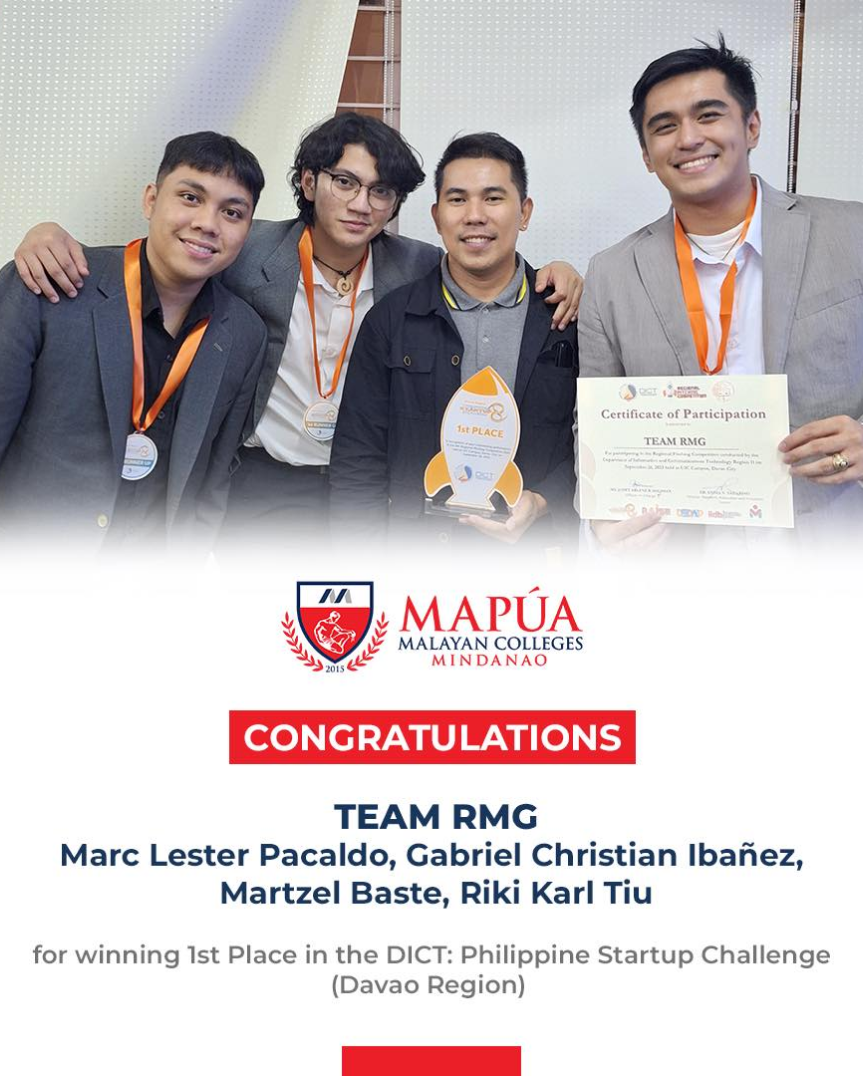 1st PLACE
DICT
DICT
Certificate of Participation
TEAM RMG
MAPÚA
MALAYAN COLLEGES
MINDANAO
2015
CONGRATULATIONS
TEAM RMG
Marc Lester Pacaldo, Gabriel Christian Ibañez,
Martzel Baste, Riki Karl Tiu
for winning 1st Place in the DICT: Philippine Startup Challenge
(Davao Region)